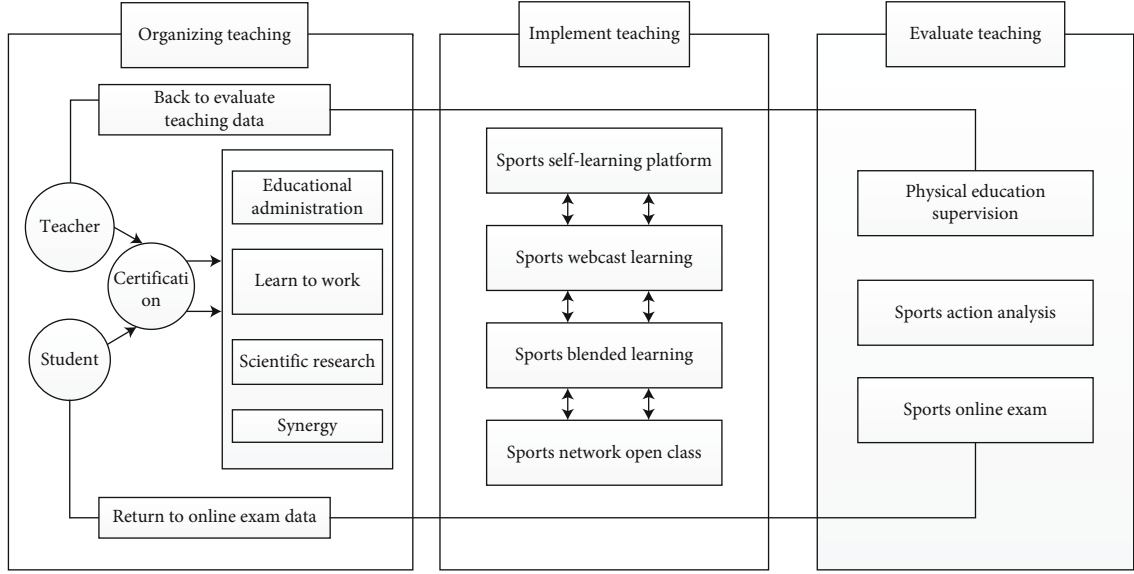 Organizing teaching
Implement teaching
Evaluate teaching
Back to evaluate
teaching data
Teacher
Certificati
on
Student
Educational
administration
Learn to work
Scientific research
Synergy
Return to online exam data
Sports self-learning platform
Sports webcast learning
Sports blended learning
Sports network open class
Physical education
supervision
Sports action analysis
Sports online exam